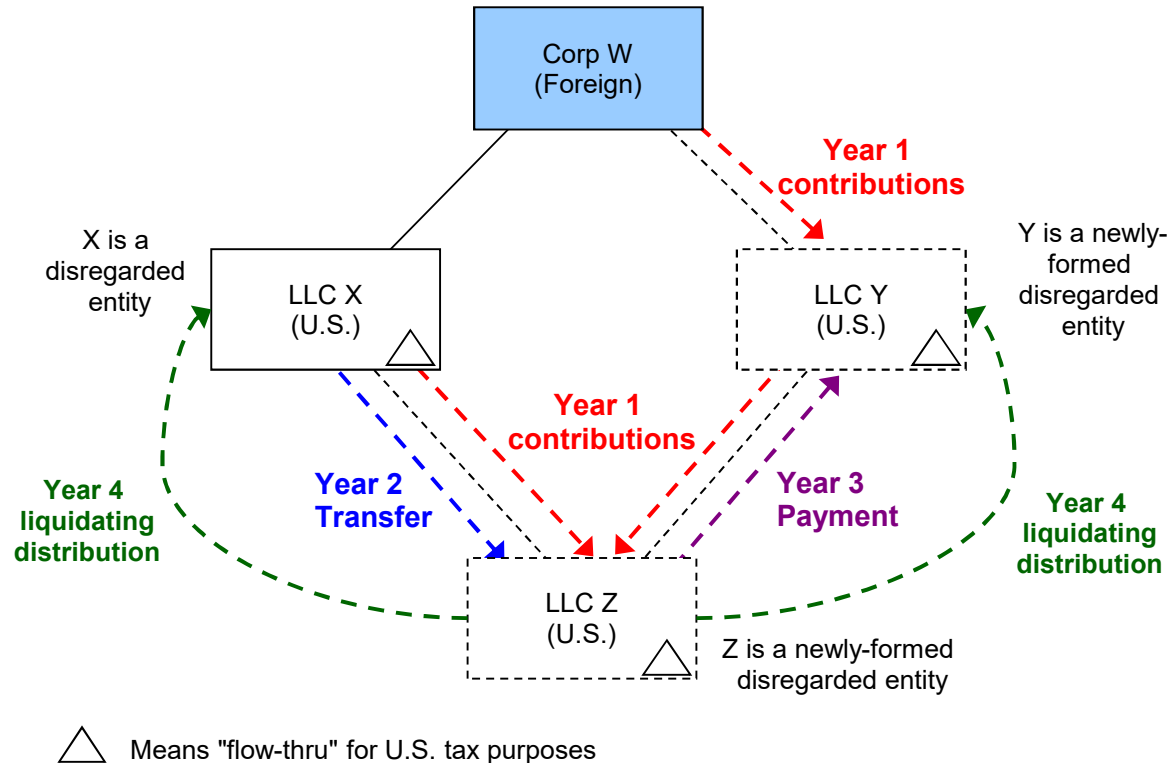 Corp W
(Foreign)
Year 1
contributions
X is a
disregarded
entity
Y is a newly-
formed
disregarded
entity
LLC X
(U.S.)
LLC Y
(U.S.)
Year 1
contributions
Year 2
Transfer
Year 3
Payment
Year 4
liquidating
distribution
Year 4
liquidating
distribution
LLC Z
(U.S.)
Z is a newly-formed
disregarded entity
Means "flow-thru" for U.S. tax purposes